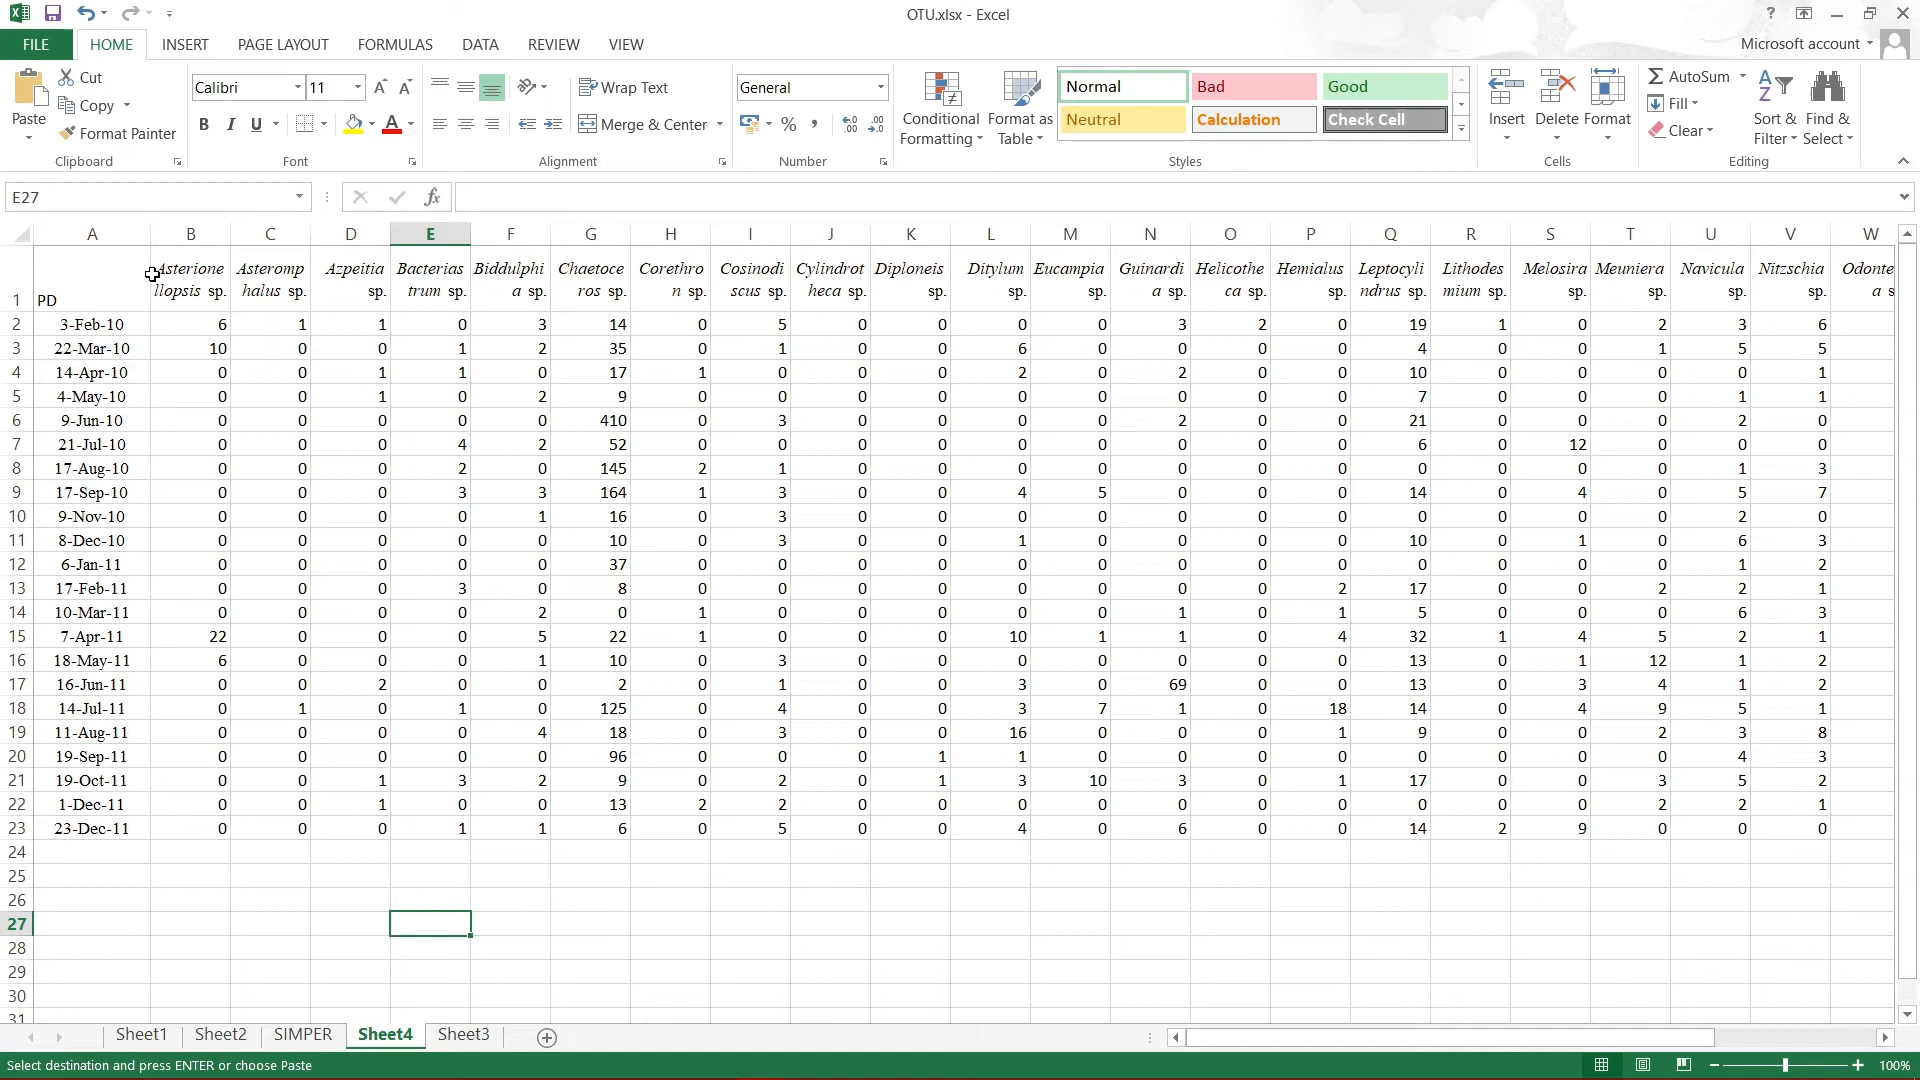 OTU.xlsx - Excel
Microsoft account
FILE HOME INSERT PAGE LAYOUT FORMULAS DATA REVIEW VIEW
Paste Cut Copy Format Painter Clipboard
Calibri 11 B I U Font
Wrap Text Merge & Center Alignment
General % , Number
Conditional Formatting Format as Table
Normal Bad Good
Neutral Calculation Check Cell
Styles
Insert Delete Format Cells
AutoSum Fill Clear Sort & Filter Find & Select Editing
E27 fx
A B C D E F G H I J K L M N O P Q R S T U V W
1 PD Asterionellopsis sp. Asteromphalus sp. Azpeitia sp. Bacteriastrum sp. Biddulphia sp. Chaetoceros sp. Corethron sp. Cosinodiscus sp. Cylindrotheca sp. Diploneis sp. Ditylum sp. Eucampia sp. Guinardia sp. Helicotheca sp. Hemialus sp. Leptocylindrus sp. Lithodesmium sp. Melosira sp. Meuniera sp. Navicula sp. Nitzschia sp. Odontea s
2 3-Feb-10 6 1 1 0 3 14 0 5 0 0 0 0 3 2 0 19 1 0 2 3 6
3 22-Mar-10 10 0 0 1 2 35 0 1 0 0 6 0 0 0 0 4 0 0 1 5 5
4 14-Apr-10 0 0 1 1 0 17 1 0 0 0 2 0 2 0 0 10 0 0 0 0 1
5 4-May-10 0 0 1 0 2 9 0 0 0 0 0 0 0 0 0 7 0 0 0 1 1
6 9-Jun-10 0 0 0 0 0 410 0 3 0 0 0 0 2 0 0 21 0 0 0 2 0
7 21-Jul-10 0 0 0 4 2 52 0 0 0 0 0 0 0 0 0 6 0 12 0 0 0
8 17-Aug-10 0 0 0 2 0 145 2 1 0 0 0 0 0 0 0 0 0 0 0 1 3
9 17-Sep-10 0 0 0 3 3 164 1 3 0 0 4 5 0 0 0 14 0 4 0 5 7
10 9-Nov-10 0 0 0 0 1 16 0 3 0 0 0 0 0 0 0 0 0 0 0 2 0
11 8-Dec-10 0 0 0 0 0 10 0 3 0 0 1 0 0 0 0 10 0 1 0 6 3
12 6-Jan-11 0 0 0 0 0 37 0 0 0 0 0 0 0 0 0 0 0 0 0 1 2
13 17-Feb-11 0 0 0 3 0 8 0 0 0 0 0 0 0 0 2 17 0 0 2 2 1
14 10-Mar-11 0 0 0 0 2 0 1 0 0 0 0 0 1 0 1 5 0 0 0 6 3
15 7-Apr-11 22 0 0 0 5 22 1 0 0 0 10 1 1 0 4 32 1 4 5 2 1
16 18-May-11 6 0 0 0 1 10 0 3 0 0 0 0 0 0 0 13 0 1 12 1 2
17 16-Jun-11 0 0 2 0 0 2 0 1 0 0 3 0 69 0 0 13 0 3 4 1 2
18 14-Jul-11 0 1 0 1 0 125 0 4 0 0 3 7 1 0 18 14 0 4 9 5 1
19 11-Aug-11 0 0 0 0 4 18 0 3 0 0 16 0 0 0 1 9 0 0 2 3 8
20 19-Sep-11 0 0 0 0 0 96 0 0 0 1 1 0 0 0 0 0 0 0 0 4 3
21 19-Oct-11 0 0 1 3 2 9 0 2 0 1 3 10 3 0 1 17 0 0 3 5 2
22 1-Dec-11 0 0 1 0 0 13 2 2 0 0 0 0 0 0 0 0 0 0 2 2 1
23 23-Dec-11 0 0 0 1 1 6 0 5 0 0 4 0 6 0 0 14 2 9 0 0 0
24
25
26
27
28
29
30
31
Sheet1 Sheet2 SIMPER Sheet4 Sheet3
Select destination and press ENTER or choose Paste 100%